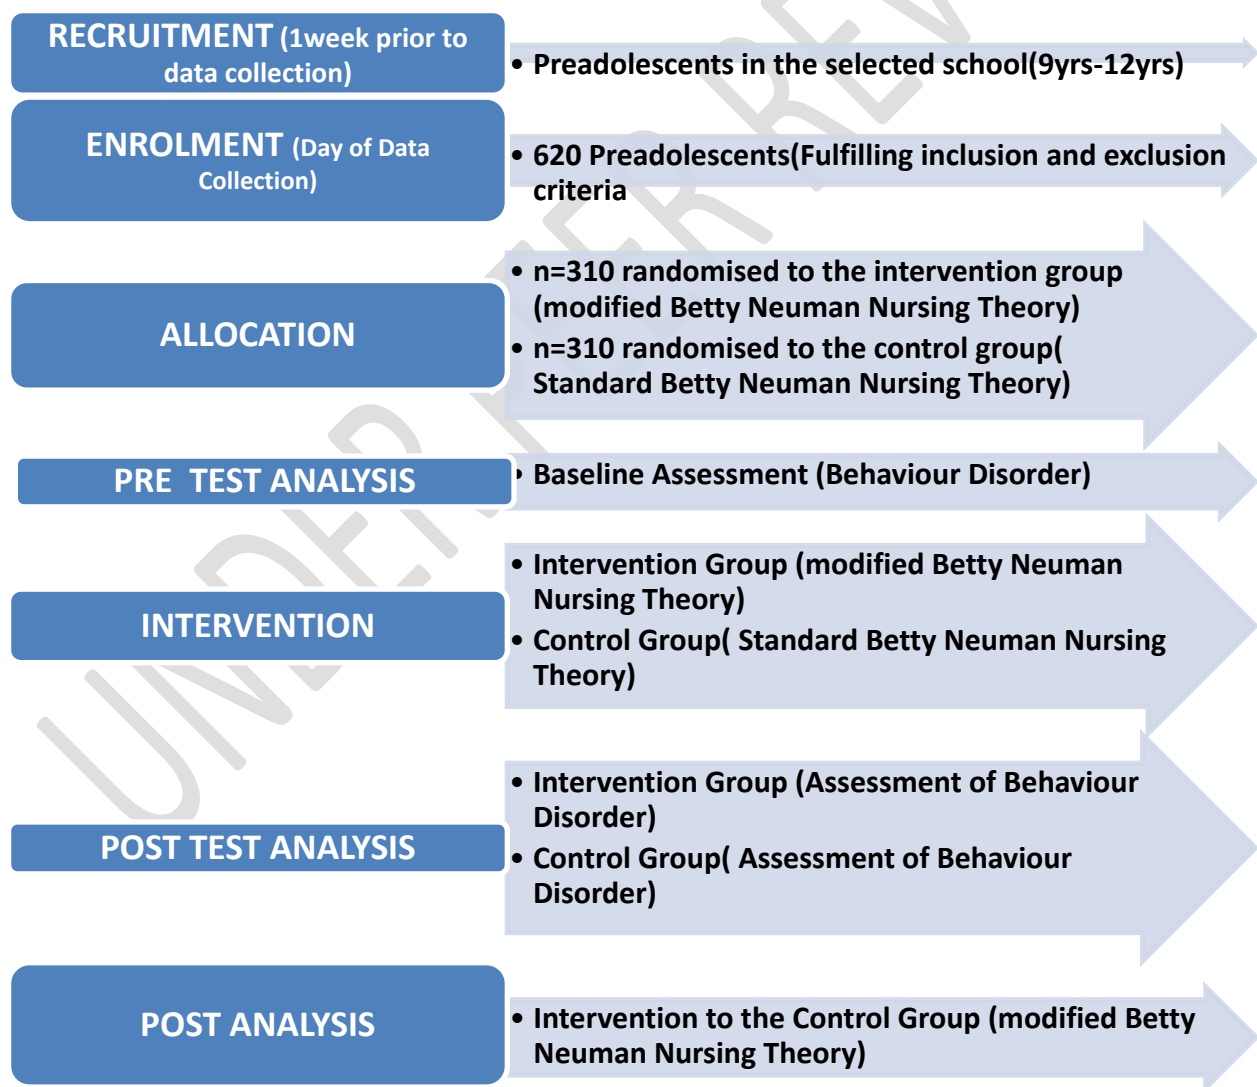 RECRUITMENT (1week prior to
data collection)
• Preadolescents in the selected school(9yrs-12yrs)
ENROLMENT (Day of Data
Collection)
• 620 Preadolescents(Fulfilling inclusion and exclusion
criteria
ALLOCATION
• n=310 randomised to the intervention group
(modified Betty Neuman Nursing Theory)
• n=310 randomised to the control group(
Standard Betty Neuman Nursing Theory)
PRE TEST ANALYSIS
• Baseline Assessment (Behaviour Disorder)
INTERVENTION
• Intervention Group (modified Betty Neuman
Nursing Theory)
• Control Group( Standard Betty Neuman Nursing
Theory)
POST TEST ANALYSIS
• Intervention Group (Assessment of Behaviour
Disorder)
• Control Group( Assessment of Behaviour
Disorder)
POST ANALYSIS
• Intervention to the Control Group (modified Betty
Neuman Nursing Theory)
UNDER PEER REV